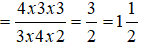 = 4x3x3/3x4x2 = 3/2 = 1 1/2